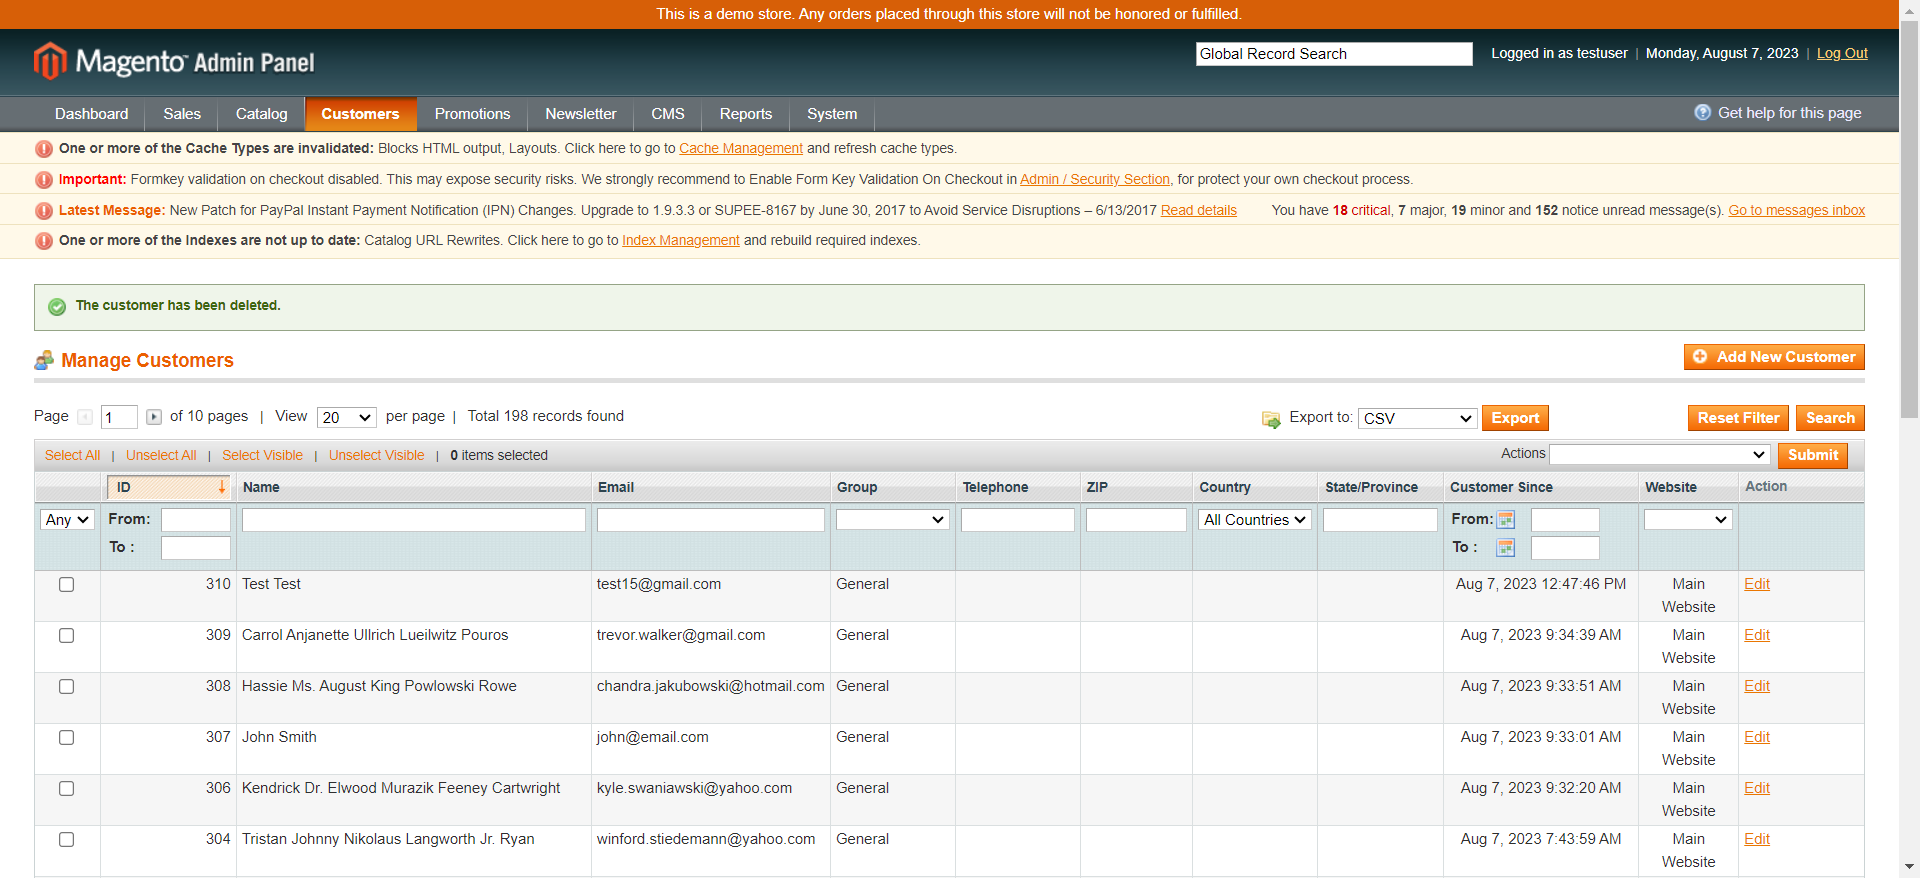 This is a demo store. Any orders placed through this store will not be honored or fulfilled.
Magento Admin Panel
Global Record Search
Logged in as testuser | Monday, August 7, 2023 | Log Out
Dashboard Sales Catalog Customers Promotions Newsletter CMS Reports System
Get help for this page
One or more of the Cache Types are invalidated: Blocks HTML output, Layouts. Click here to go to Cache Management and refresh cache types.
Important: Formkey validation on checkout disabled. This may expose security risks. We strongly recommend to Enable Form Key Validation On Checkout in Admin / Security Section, for protect your own checkout process.
Latest Message: New Patch for PayPal Instant Payment Notification (IPN) Changes. Upgrade to 1.9.3.3 or SUPEE-8167 by June 30, 2017 to Avoid Service Disruptions – 6/13/2017 Read details You have 18 critical, 7 major, 19 minor and 152 notice unread message(s). Go to messages inbox
One or more of the Indexes are not up to date: Catalog URL Rewrites. Click here to go to Index Management and rebuild required indexes.
The customer has been deleted.
Manage Customers
Add New Customer
Page 1 of 10 pages | View 20 per page | Total 198 records found
Export to: CSV Export Reset Filter Search
Select All | Unselect All | Select Visible | Unselect Visible | 0 items selected
Actions Submit
ID Name Email Group Telephone ZIP Country State/Province Customer Since Website Action
Any From: All Countries From:
To : To :
310 Test Test test15@gmail.com General Aug 7, 2023 12:47:46 PM Main Edit
Website
309 Carrol Anjanette Ullrich Lueilwitz Pouros trevor.walker@gmail.com General Aug 7, 2023 9:34:39 AM Main Edit
Website
308 Hassie Ms. August King Powlowski Rowe chandra.jakubowski@hotmail.com General Aug 7, 2023 9:33:51 AM Main Edit
Website
307 John Smith john@email.com General Aug 7, 2023 9:33:01 AM Main Edit
Website
306 Kendrick Dr. Elwood Murazik Feeney Cartwright kyle.swaniawski@yahoo.com General Aug 7, 2023 9:32:20 AM Main Edit
Website
304 Tristan Johnny Nikolaus Langworth Jr. Ryan winford.stiedemann@yahoo.com General Aug 7, 2023 7:43:59 AM Main Edit
Website